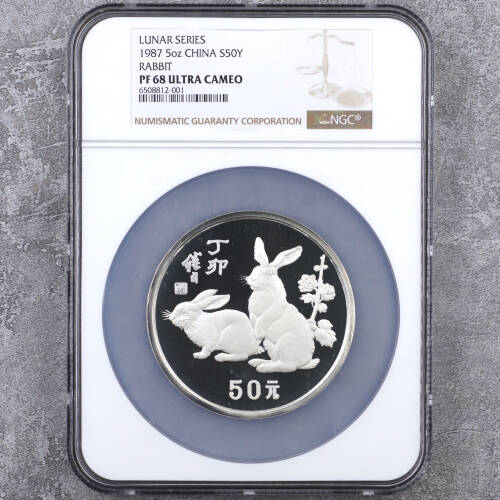 LUNAR SERIES
1987 5oz CHINA S50Y
RABBIT
PF 68 ULTRA CAMEO
6508812-001
NUMISMATIC GUARANTY CORPORATION
NGC®
丁卯
50元